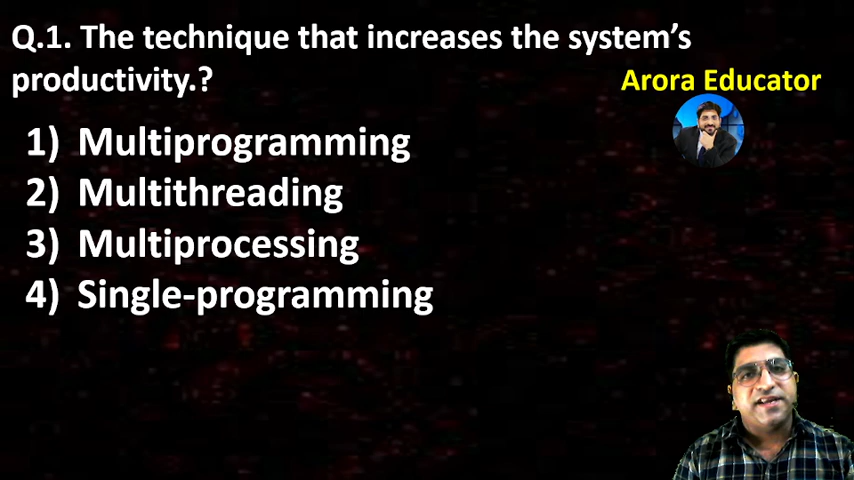 Q.1. The technique that increases the system's
productivity.?
Arora Educator
1) Multiprogramming
2) Multithreading
3) Multiprocessing
4) Single-programming